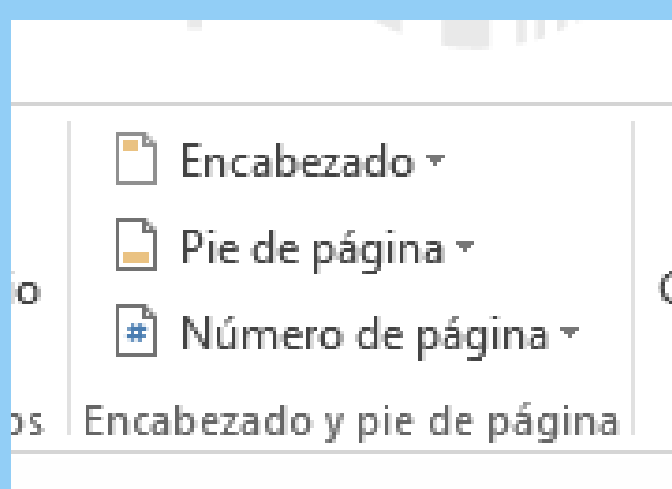 Encabezado
Pie de página
Número de página
Encabezado y pie de página